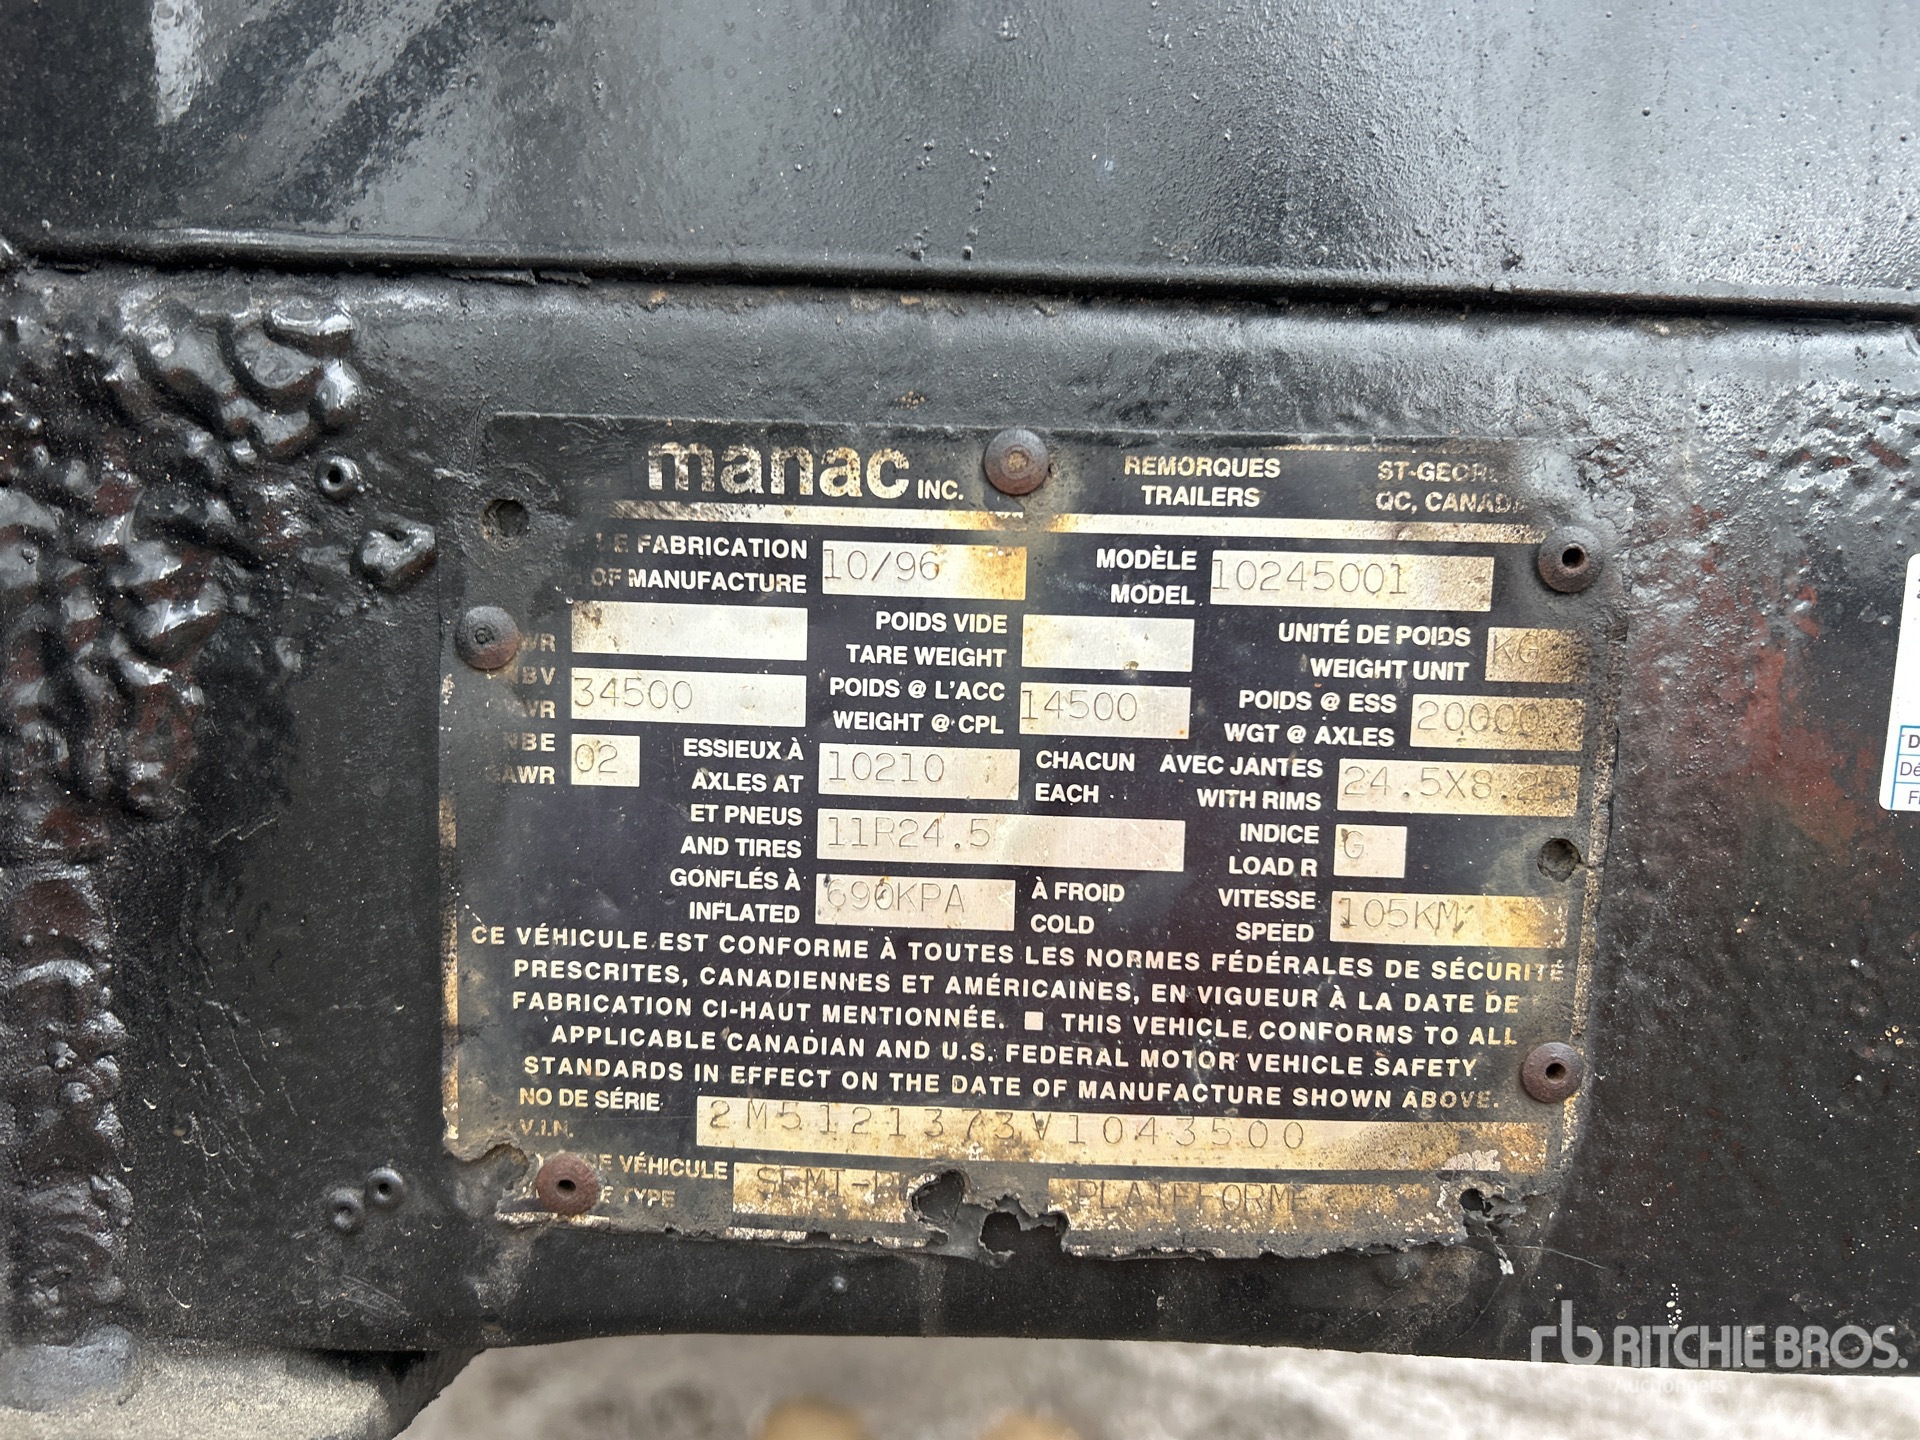 manac INC.
REMORQUES
TRAILERS
QC, CANADA
FABRICATION 10/96 MODÈLE 10245001
OF MANUFACTURE MODEL
POIDS VIDE UNITÉ DE POIDS KG
TARE WEIGHT WEIGHT UNIT
34500 POIDS @ L'ACC 14500 POIDS @ ESS 20000
WEIGHT @ CPL WGT @ AXLES
02 ESSIEUX À 10210 CHACUN AVEC JANTES 24.5X8.25
GAWR AXLES AT EACH WITH RIMS
ET PNEUS 11R24.5 INDICE G
AND TIRES LOAD R
GONFLÉS À 690KPA À FROID VITESSE 105KM
INFLATED COLD SPEED
CE VÉHICULE EST CONFORME À TOUTES LES NORMES FÉDÉRALES DE SÉCURITÉ
PRESCRITES, CANADIENNES ET AMÉRICAINES, EN VIGUEUR À LA DATE DE
FABRICATION CI-HAUT MENTIONNÉE. ■ THIS VEHICLE CONFORMS TO ALL
APPLICABLE CANADIAN AND U.S. FEDERAL MOTOR VEHICLE SAFETY
STANDARDS IN EFFECT ON THE DATE OF MANUFACTURE SHOWN ABOVE.
NO DE SÉRIE 2M5121373V1043500
V.I.N.
VÉHICULE PLATEFORME
TYPE
rb RITCHIE BROS.
Auctioneers